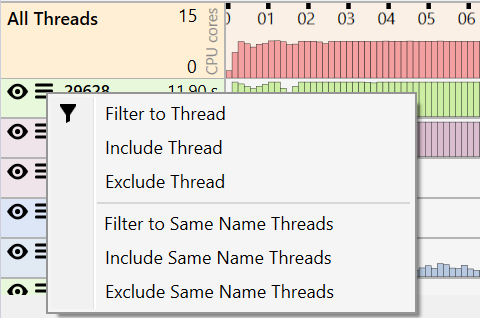 All Threads 15
CPU cores
0
0 01 02 03 04 05 06
29628 11.90 s
Filter to Thread
Include Thread
Exclude Thread
Filter to Same Name Threads
Include Same Name Threads
Exclude Same Name Threads